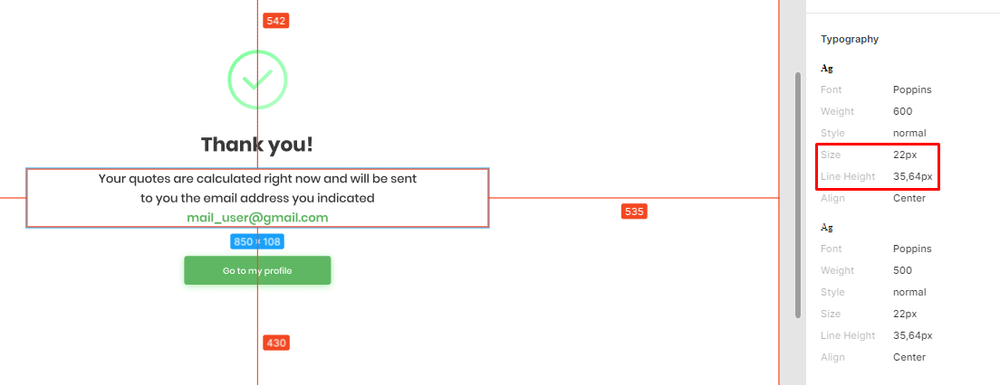 542
Thank you!
Your quotes are calculated right now and will be sent
to you the email address you indicated
mail_user@gmail.com
535
850 × 108
Go to my profile
430
Typography
Ag
Font Poppins
Weight 600
Style normal
Size 22px
Line Height 35,64px
Align Center
Ag
Font Poppins
Weight 500
Style normal
Size 22px
Line Height 35,64px
Align Center